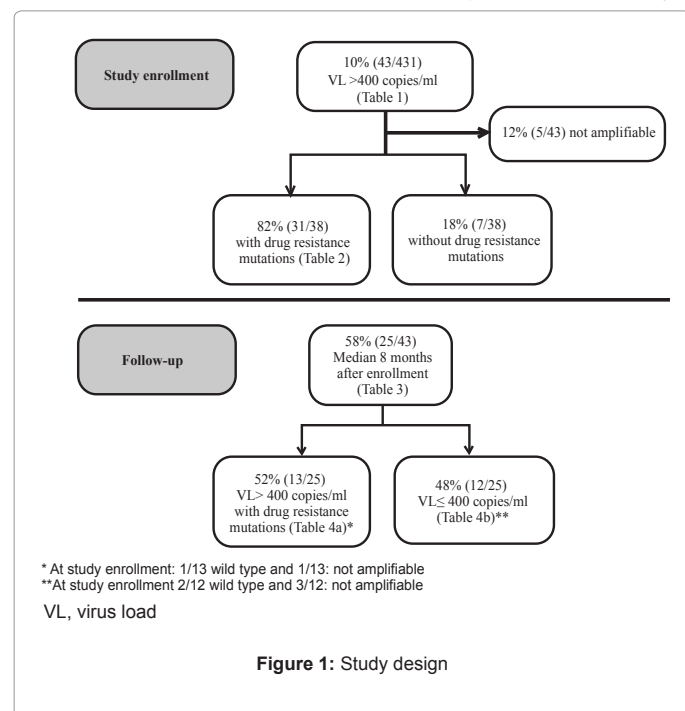 Study enrollment
10% (43/431)
VL >400 copies/ml
(Table 1)
12% (5/43) not amplifiable
82% (31/38)
with drug resistance
mutations (Table 2)
18% (7/38)
without drug resistance
mutations
Follow-up
58% (25/43)
Median 8 months
after enrollment
(Table 3)
52% (13/25)
VL> 400 copies/ml
with drug resistance
mutations (Table 4a)*
48% (12/25)
VL≤ 400 copies/ml
(Table 4b)**
* At study enrollment: 1/13 wild type and 1/13: not amplifiable
**At study enrollment 2/12 wild type and 3/12: not amplifiable
VL, virus load
Figure 1: Study design